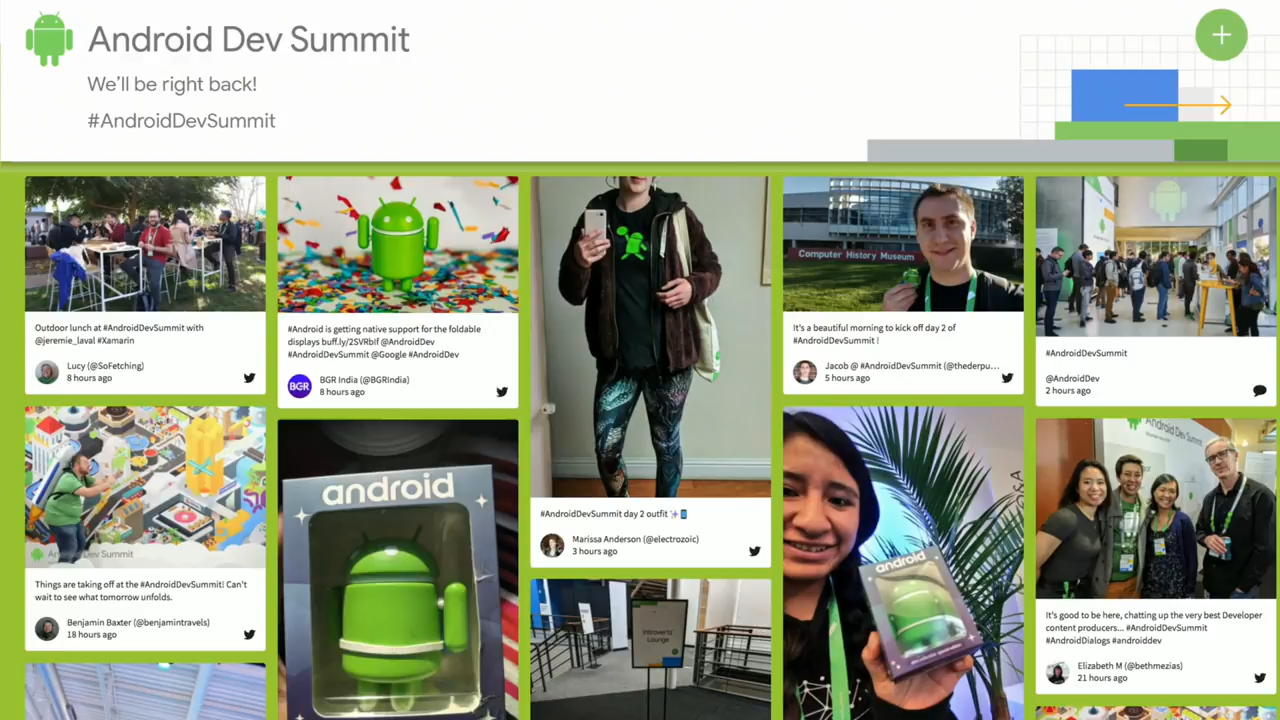 Android Dev Summit
We'll be right back!
#AndroidDevSummit
Outdoor lunch at #AndroidDevSummit with
@jeremie_laval #Xamarin
Lucy (@SoFetching)
8 hours ago
Android Dev Summit
Things are taking off at the #AndroidDevSummit! Can't
wait to see what tomorrow unfolds.
Benjamin Baxter (@benjamintravels)
18 hours ago
#Android is getting native support for the foldable
displays buff.ly/2SVRbIf @AndroidDev
#AndroidDevSummit @Google #AndroidDev
BGR
BGR India (@BGRIndia)
8 hours ago
android
#AndroidDevSummit day 2 outfit ✨📱
Marissa Anderson (@electrozoic)
3 hours ago
Introverts'
Lounge
Computer History Museum
It's a beautiful morning to kick off day 2 of
#AndroidDevSummit !
Jacob @ #AndroidDevSummit (@thederpu...
5 hours ago
android
#AndroidDevSummit
@AndroidDev
2 hours ago
Android Dev Summit
It's good to be here, chatting up the very best Developer
content producers... #AndroidDevSummit
#AndroidDialogs #androiddev
Elizabeth M (@bethmezias)
21 hours ago